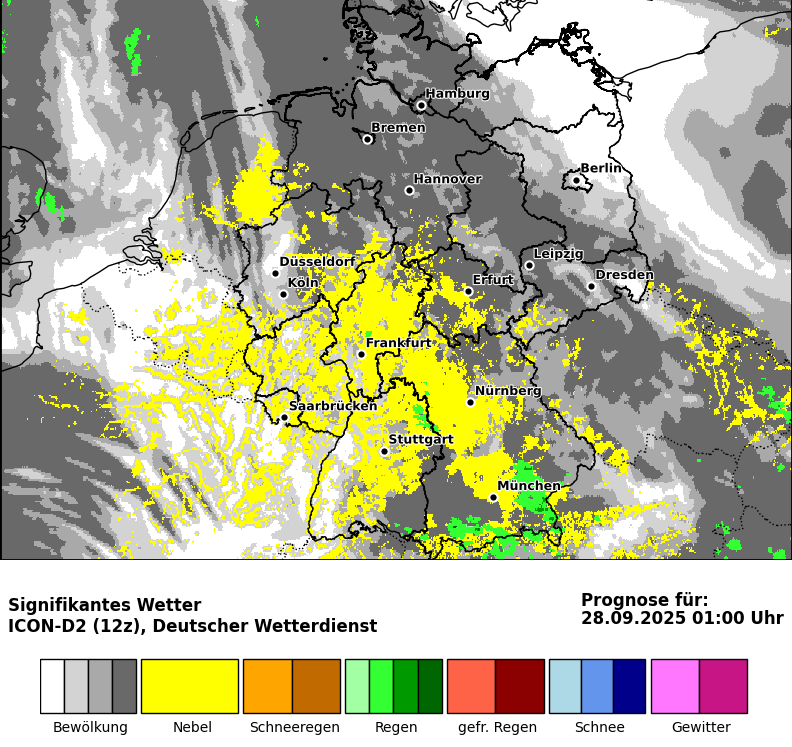 Hamburg
Bremen
Berlin
Hannover
Leipzig
Düsseldorf
Dresden
Köln
Erfurt
Frankfurt
Nürnberg
Saarbrücken
Stuttgart
München
Signifikantes Wetter
ICON-D2 (12z), Deutscher Wetterdienst
Prognose für:
28.09.2025 01:00 Uhr
Bewölkung Nebel Schneeregen Regen gefr. Regen Schnee Gewitter